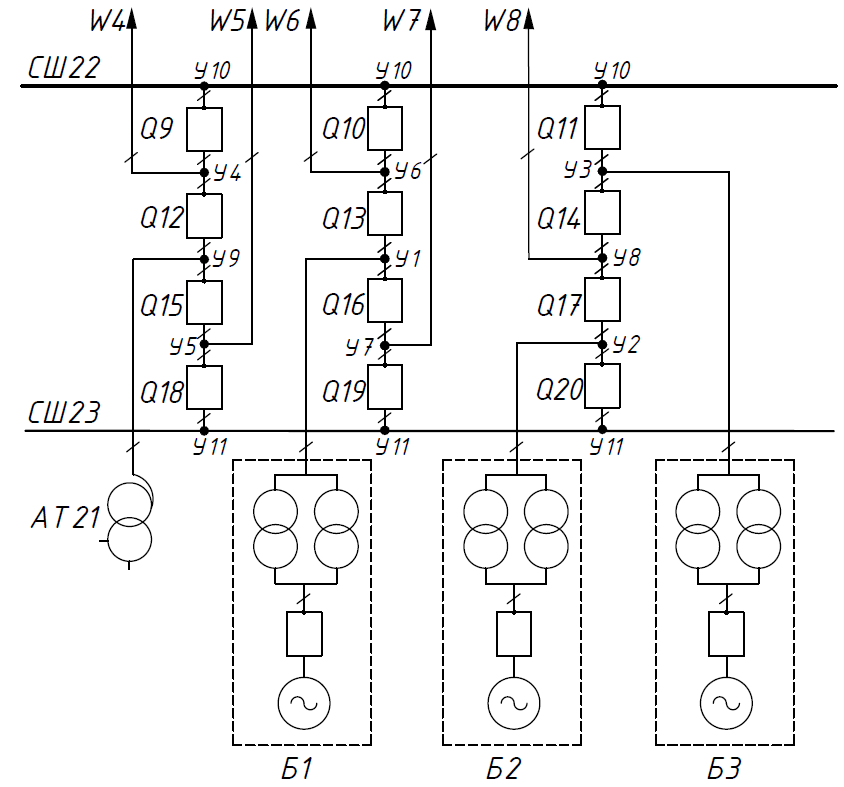 W4 W5 W6 W7 W8
СШ22 У10 У10 У10
Q9 Q10 Q11
У4 У6 У3
Q12 Q13 Q14
У9 У1 У8
Q15 Q16 Q17
У5 У7 У2
Q18 Q19 Q20
СШ23 У11 У11 У11
АТ21
Б1 Б2 Б3